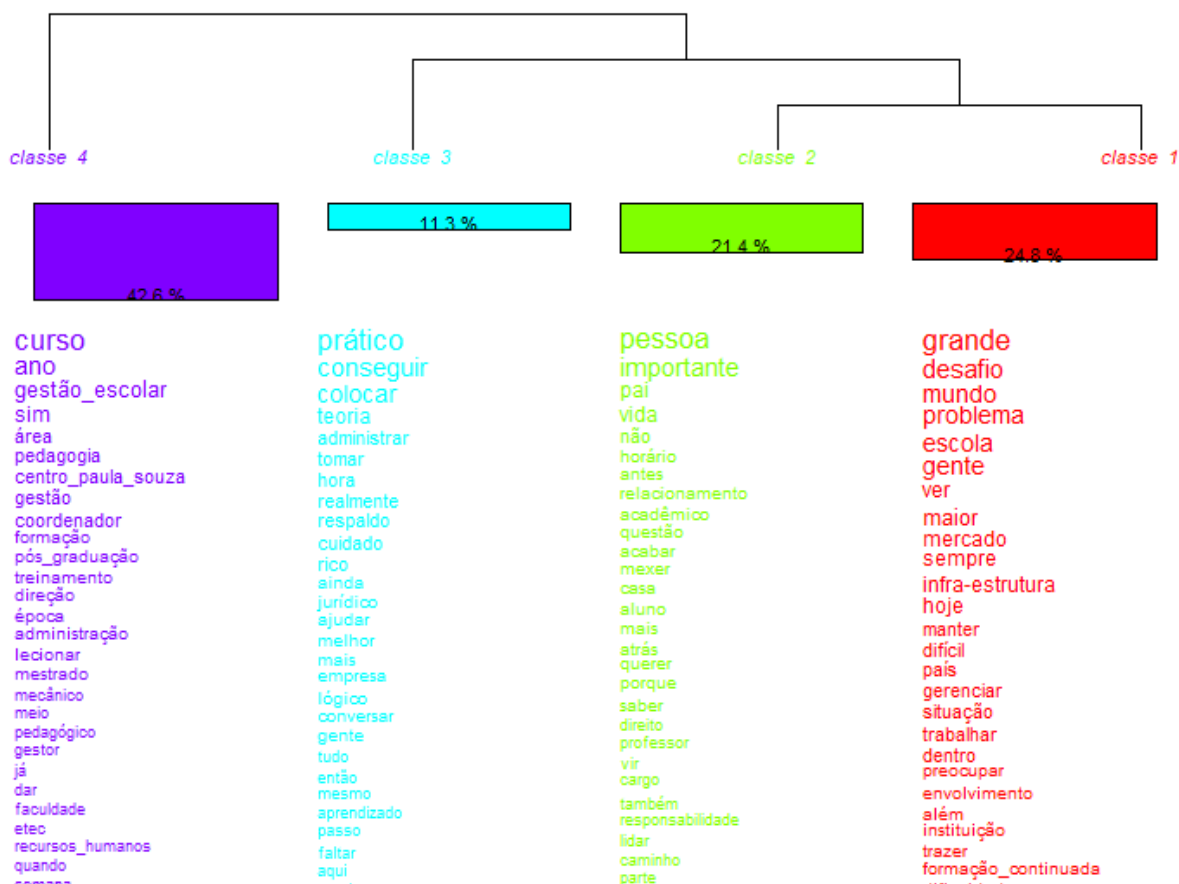 classe 4
classe 3
classe 2
classe 1
42.6 %
11.3 %
21.4 %
24.8 %
curso
ano
gestão_escolar
sim
área
pedagogia
centro_paula_souza
gestão
coordenador
formação
pós_graduação
treinamento
direção
época
administração
lecionar
mestrado
mecânico
meio
pedagógico
gestor
já
dar
faculdade
etec
recursos_humanos
quando
prático
conseguir
colocar
teoria
administrar
tomar
hora
realmente
respaldo
cuidado
rico
ainda
jurídico
ajudar
melhor
mais
empresa
lógico
conversar
gente
tudo
então
mesmo
aprendizado
passo
faltar
aqui
pessoa
importante
pai
vida
não
horário
antes
relacionamento
acadêmico
questão
acabar
mexer
casa
aluno
mais
atrás
querer
porque
saber
direito
professor
vir
cargo
também
responsabilidade
lidar
caminho
parte
grande
desafio
mundo
problema
escola
gente
ver
maior
mercado
sempre
infra-estrutura
hoje
manter
difícil
país
gerenciar
situação
trabalhar
dentro
preocupar
envolvimento
além
instituição
trazer
formação_continuada